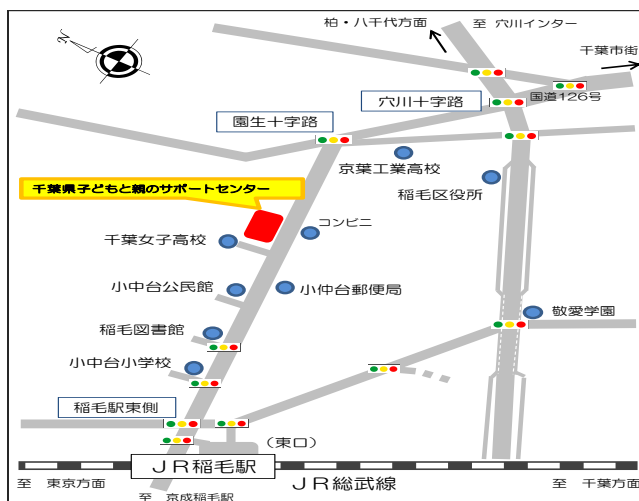 柏・八千代方面
至 穴川インター
千葉市街
N
国道126号
穴川十字路
園生十字路
京葉工業高校
稲毛区役所
千葉県子どもと親のサポートセンター
コンビニ
千葉女子高校
小中台公民館
小仲台郵便局
敬愛学園
稲毛図書館
小中台小学校
稲毛駅東側
(東口)
JR稲毛駅
至 東京方面
JR総武線
至 千葉方面
至 京成稲毛駅